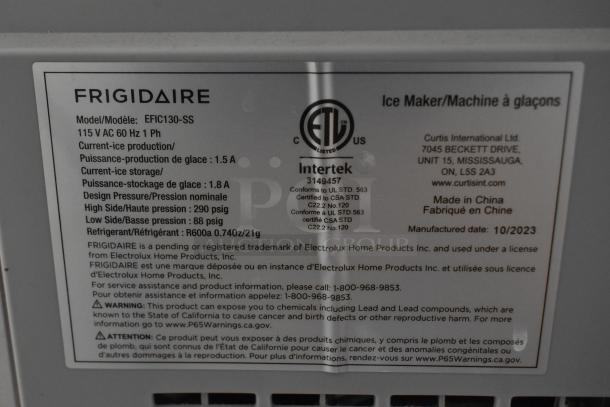 FRIGIDAIRE
Ice Maker/Machine à glaçons
Model/Modèle: EFIC130-SS
115 V AC 60 Hz 1 Ph
Current-ice production/
Puissance-production de glace : 1.5 A
Current-ice storage/
Puissance-stockage de glace : 1.8 A
Design Pressure/Pression nominale
High Side/Haute pression : 290 psig
Low Side/Basse pression : 88 psig
Refrigerant/Réfrigérant : R600a 0.740z/21g
ETL
C US
LISTED
Intertek
3149457
Conforms to UL STD. 563
Certified to CSA STD.
C22.2 No.120
Conforme à UL STD. 563
certifié CSA STD.
C22.2 No.120
Curtis International Ltd.
7045 BECKETT DRIVE,
UNIT 15, MISSISSAUGA,
ON, L5S 2A3
www.curtisint.com
Made in China
Fabriqué en Chine
Manufactured date: 10/2023
FRIGIDAIRE is a pending or registered trademark of Electrolux Home Products Inc. and used under a license
from Electrolux Home Products, Inc.
FRIGIDAIRE est une marque déposée ou en instance d'Electrolux Home Products Inc. et utilisée sous licence
d'Electrolux Home Products, Inc.
For service assistance and product information, please call: 1-800-968-9853.
Pour obtenir assistance et information appelez: 1-800-968-9853.
WARNING: This product can expose you to chemicals including Lead and Lead compounds, which are
known to the State of California to cause cancer and birth defects or other reproductive harm. For more
information go to www.P65Warnings.ca.gov.
ATTENTION: Ce produit peut vous exposer à des produits chimiques, y compris le plomb et les composés
de plomb, qui sont connus de l'État de Californie pour causer le cancer et des anomalies congénitales ou
d'autres dommages à la reproduction. Pour plus d'informations, rendez-vous sur www.P65Warnings.ca.gov.